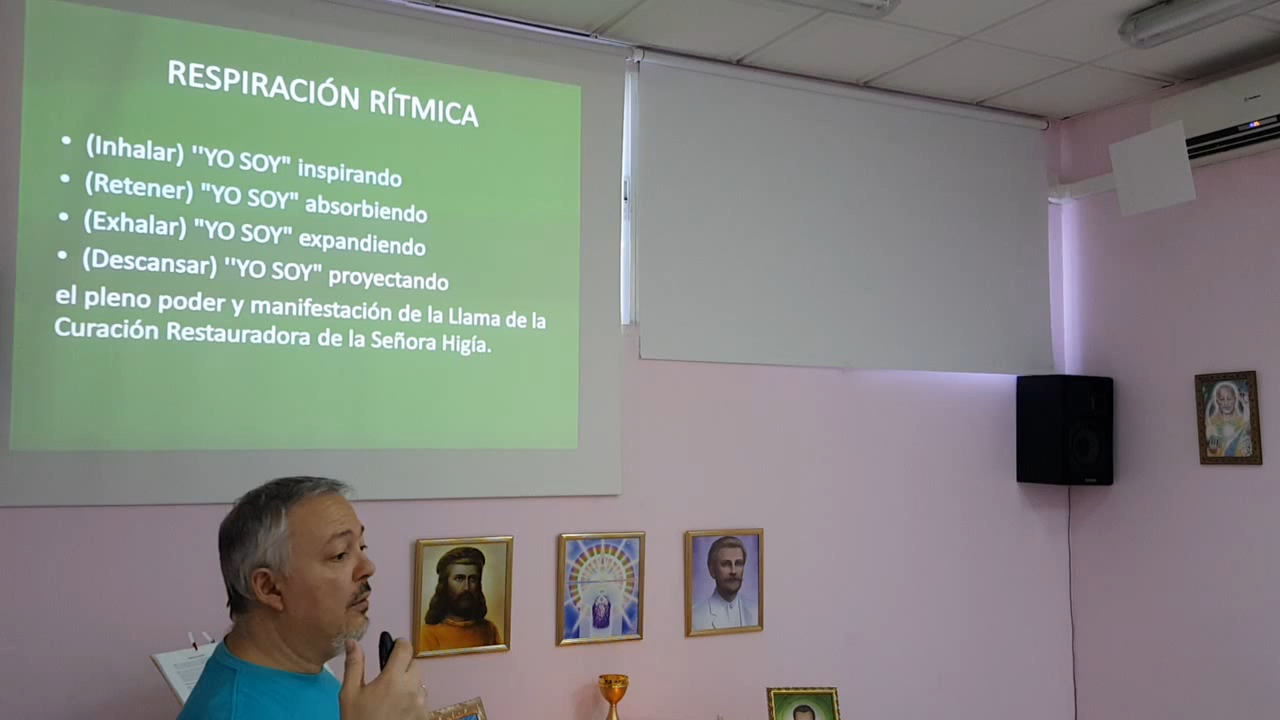 RESPIRACIÓN RÍTMICA
• (Inhalar) ''YO SOY" inspirando
• (Retener) "YO SOY" absorbiendo
• (Exhalar) "YO SOY" expandiendo
• (Descansar) ''YO SOY" proyectando
el pleno poder y manifestación de la Llama de la
Curación Restauradora de la Señora Higía.